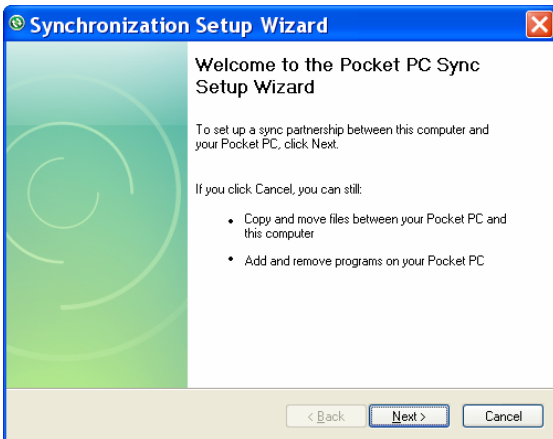 Synchronization Setup Wizard
Welcome to the Pocket PC Sync
Setup Wizard
To set up a sync partnership between this computer and
your Pocket PC, click Next.
If you click Cancel, you can still:
• Copy and move files between your Pocket PC and
this computer
• Add and remove programs on your Pocket PC
< Back Next > Cancel